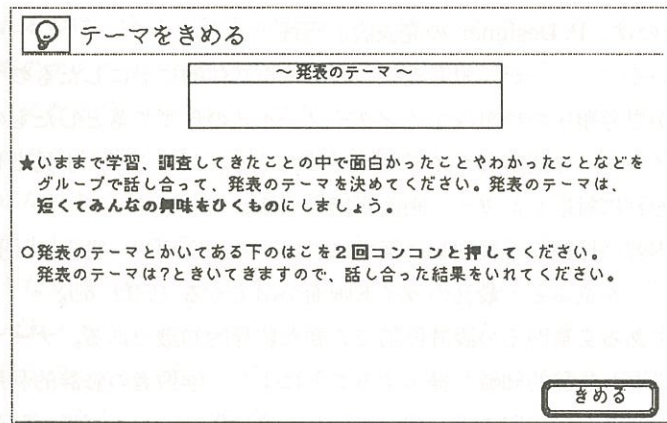 テーマをきめる
～発表のテーマ～
★いままで学習、調査してきたことの中で面白かったことやわかったことなどを
グループで話し合って、発表のテーマを決めてください。発表のテーマは、
短くてみんなの興味をひくものにしましょう。
○発表のテーマとかいてある下のはこを２回コンコンと押してください。
発表のテーマは?ときいてきますので、話し合った結果をいれてください。
きめる